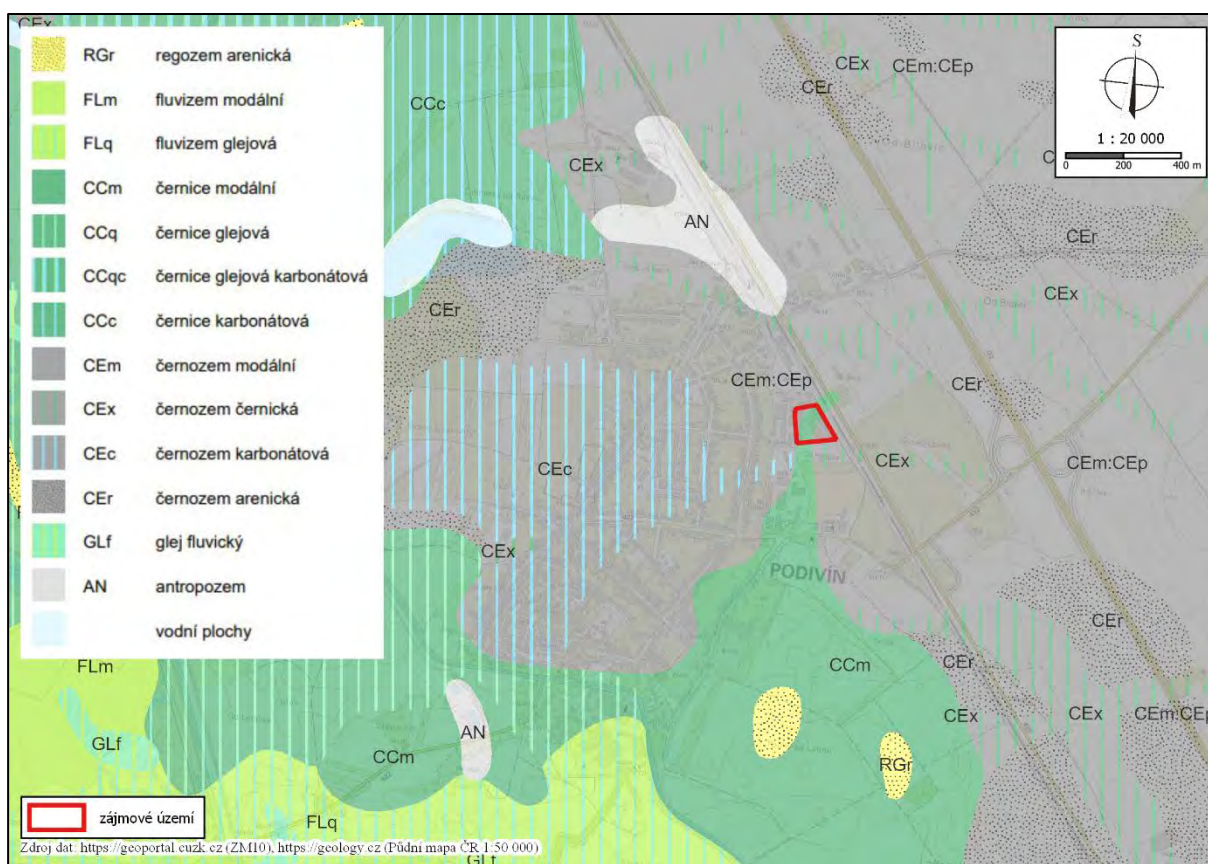 RGr regozem arenická
FLm fluvizem modální
FLq fluvizem glejová
CCm černice modální
CCq černice glejová
CCqc černice glejová karbonátová
CCc černice karbonátová
CEm černozem modální
CEx černozem černická
CEc černozem karbonátová
CEr černozem arenická
GLf glej fluvický
AN antropozem
vodní plochy
S
1 : 20 000
0 200 400 m
CEx
CCc
CEx
CEm:CEp
CEr
CEx
AN
CEr
CEx
CEr
CEm:CEp
CEr
CEx
CEm:CEp
CEc
CEx
PODIVÍN
CEr
CCm
CEr
FLm
CEx
CEx
CEm:CEp
GLf
AN
CCm
RGr
FLq
GLf
zájmové území
Zdroj dat: https://geoportal.cuzk.cz (ZM10), https://geology.cz (Půdní mapa ČR 1:50 000)